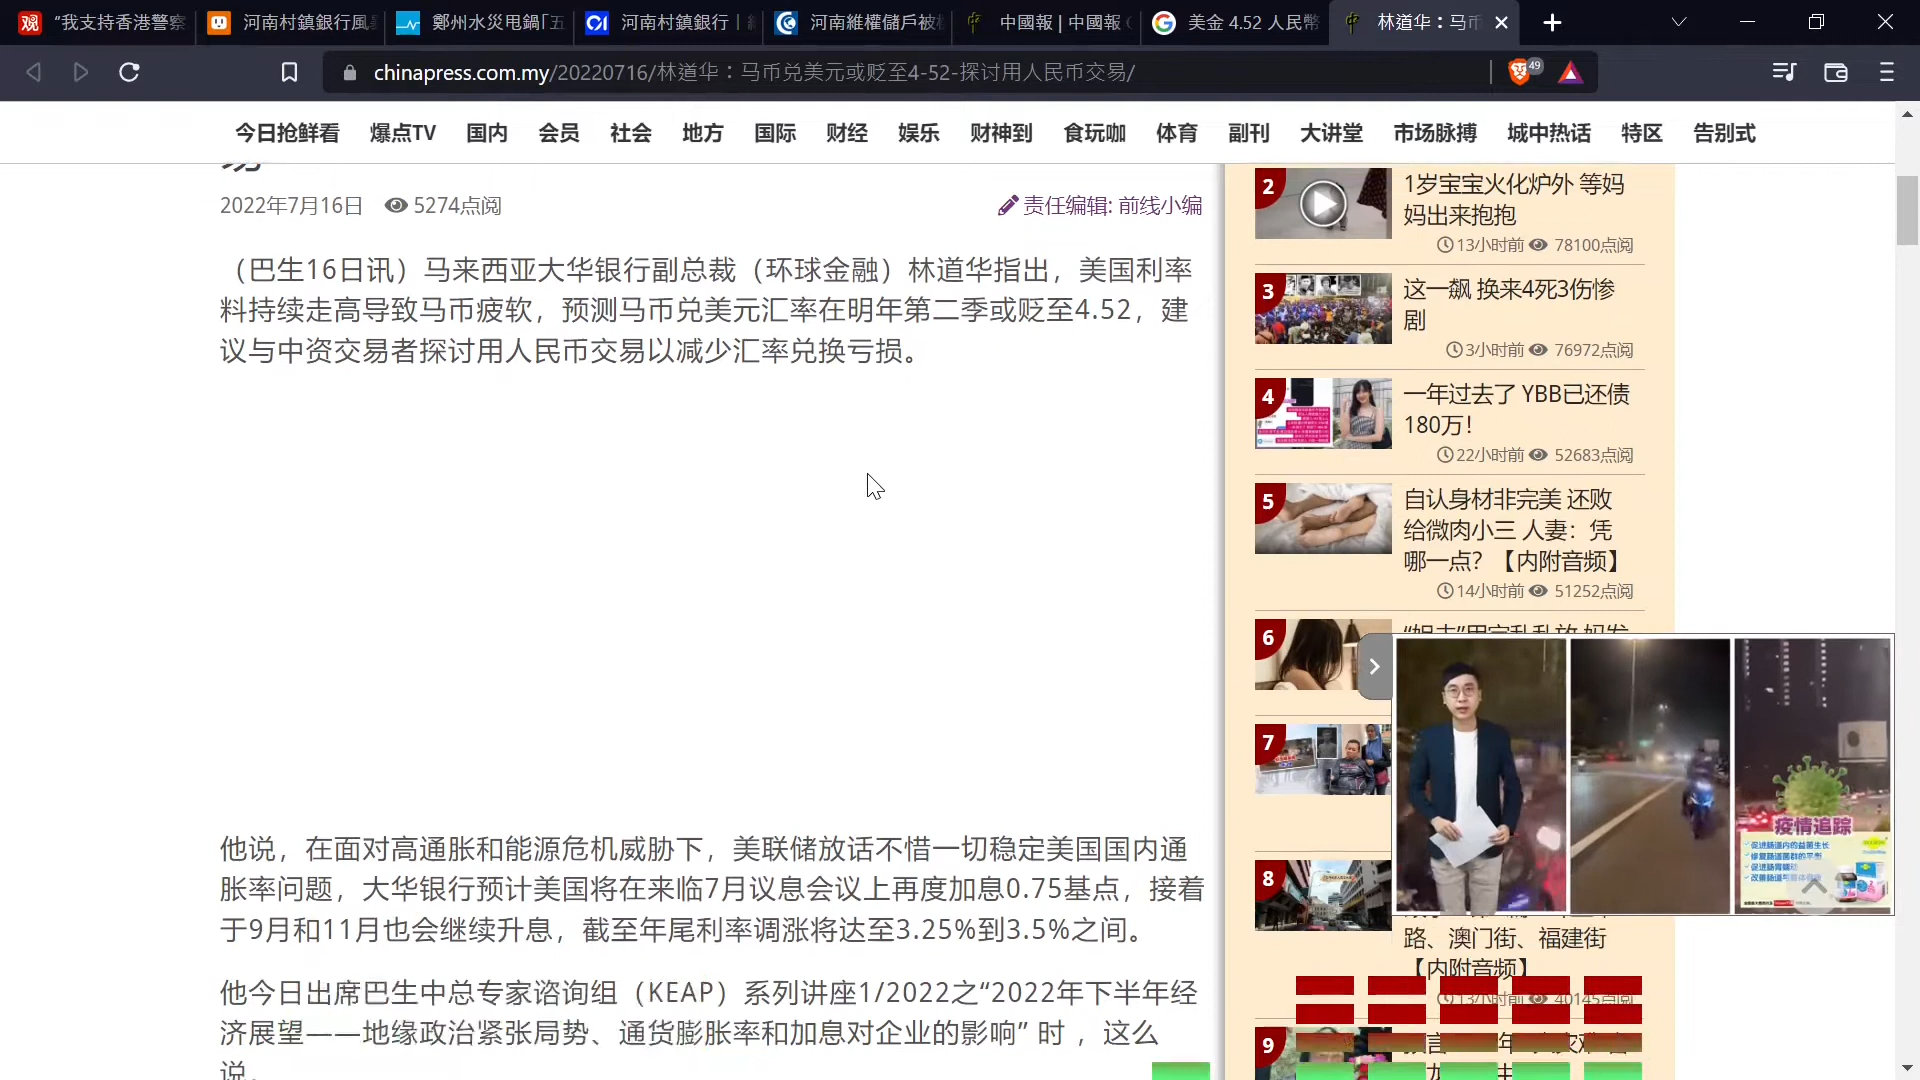 “我支持香港警察
河南村鎮銀行風
鄭州水災甩鍋「五
河南村鎮銀行｜
河南維權儲戶被
中國報 | 中國報
美金 4.52 人民幣
林道华：马币
chinapress.com.my/20220716/林道华：马币兑美元或贬至4-52-探讨用人民币交易/
49
今日抢鲜看 爆点TV 国内 会员 社会 地方 国际 财经 娱乐 财神到 食玩咖 体育 副刊 大讲堂 市场脉搏 城中热话 特区 告别式
2022年7月16日 5274点阅
责任编辑: 前线小编
（巴生16日讯）马来西亚大华银行副总裁（环球金融）林道华指出，美国利率
料持续走高导致马币疲软，预测马币兑美元汇率在明年第二季或贬至4.52，建
议与中资交易者探讨用人民币交易以减少汇率兑换亏损。
他说，在面对高通胀和能源危机威胁下，美联储放话不惜一切稳定美国国内通
胀率问题，大华银行预计美国将在来临7月议息会议上再度加息0.75基点，接着
于9月和11月也会继续升息，截至年尾利率调涨将达至3.25%到3.5%之间。
他今日出席巴生中总专家谘询组（KEAP）系列讲座1/2022之“2022年下半年经
济展望——地缘政治紧张局势、通货膨胀率和加息对企业的影响” 时 ，这么
说。
2
1岁宝宝火化炉外 等妈
妈出来抱抱
13小时前 78100点阅
3
这一飙 换来4死3伤惨
剧
3小时前 76972点阅
4
一年过去了 YBB已还债
180万！
22小时前 52683点阅
5
自认身材非完美 还败
给微肉小三 人妻：凭
哪一点？【内附音频】
14小时前 51252点阅
6
7
8
路、澳门街、福建街
【内附音频】
13小时前 40145点阅
9
疫情追踪
促进肠道内的益菌生长